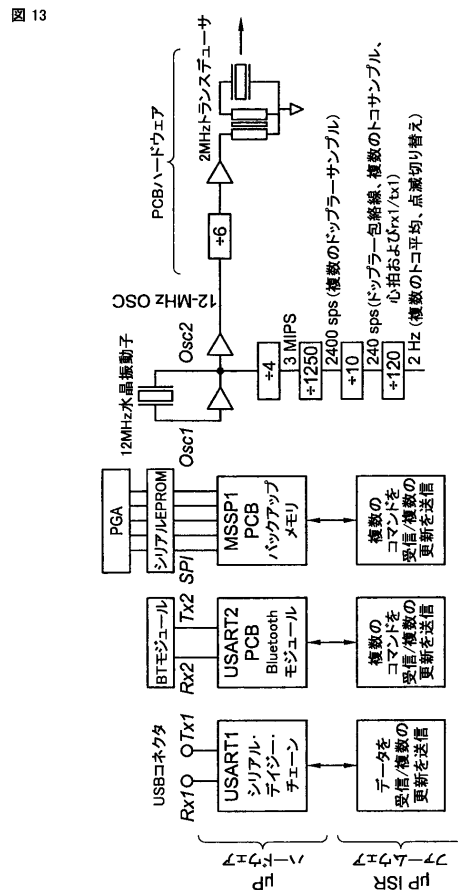 図 13
USBコネクタ
Rx1 Tx1
USART1
シリアル・
デイジー・
チェーン
データを
受信/複数の
更新を送信
BTモジュール
Rx2 Tx2
USART2
PCB
Bluetooth
モジュール
複数の
コマンドを
受信/複数の
更新を送信
PGA
シリアルEPROM
SPI
MSSP1
PCB
バックアップ
メモリ
複数の
コマンドを
受信/複数の
更新を送信
μP
ハードウェア
μP ISR
ファームウェア
12MHz水晶振動子
Osc1
Osc2
12-MHz OSC
÷6
PCBハードウェア
2MHzトランスデューサ
÷4
3 MIPS
÷1250
2400 sps (複数のドップラーサンプル)
÷10
240 sps (ドップラー包絡線、複数のトコサンプル、
心拍およびrx1/tx1)
÷120
2 Hz (複数のトコ平均、点滅切り替え)